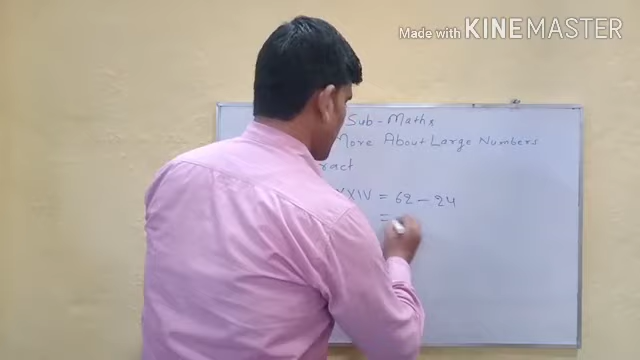 Made with KINEMASTER
Sub - Maths
More About Large Numbers
XXIV = 62 - 24
=